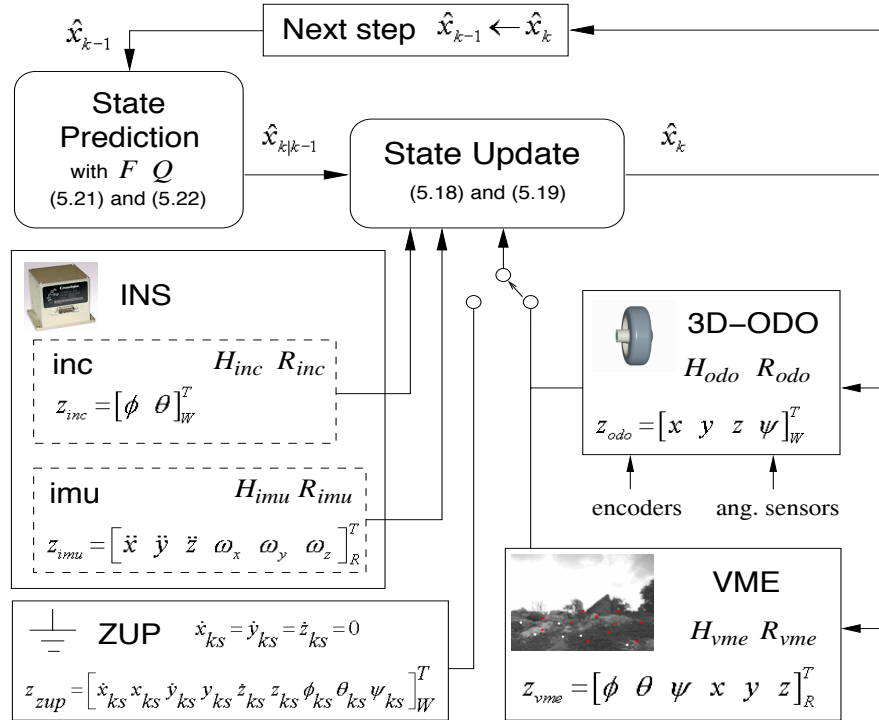 x̂ₖ₋₁
Next step x̂ₖ₋₁ ← x̂ₖ
State
Prediction
with F Q
(5.21) and (5.22)
x̂ₖ|ₖ₋₁
State Update
(5.18) and (5.19)
x̂ₖ
INS
inc H_inc R_inc
z_inc = [ϕ θ]_W^T
imu H_imu R_imu
z_imu = [ẍ ÿ z̈ ω_x ω_y ω_z]_R^T
ZUP ẋ_ks = ẏ_ks = ż_ks = 0
z_zup = [ẋ_ks x_ks ẏ_ks y_ks ż_ks z_ks ϕ_ks θ_ks ψ_ks]_W^T
3D–ODO
H_odo R_odo
z_odo = [x y z ψ]_W^T
encoders ang. sensors
VME
H_vme R_vme
z_vme = [ϕ θ ψ x y z]_R^T